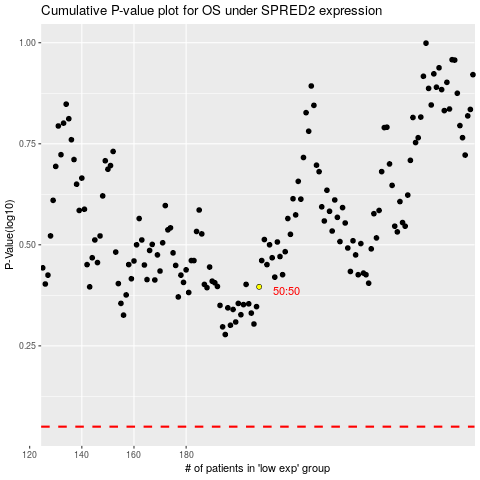 Cumulative P-value plot for OS under SPRED2 expression
P-Value(log10)
1.00
0.75
0.50
0.25
50:50
120 140 160 180
# of patients in 'low exp' group